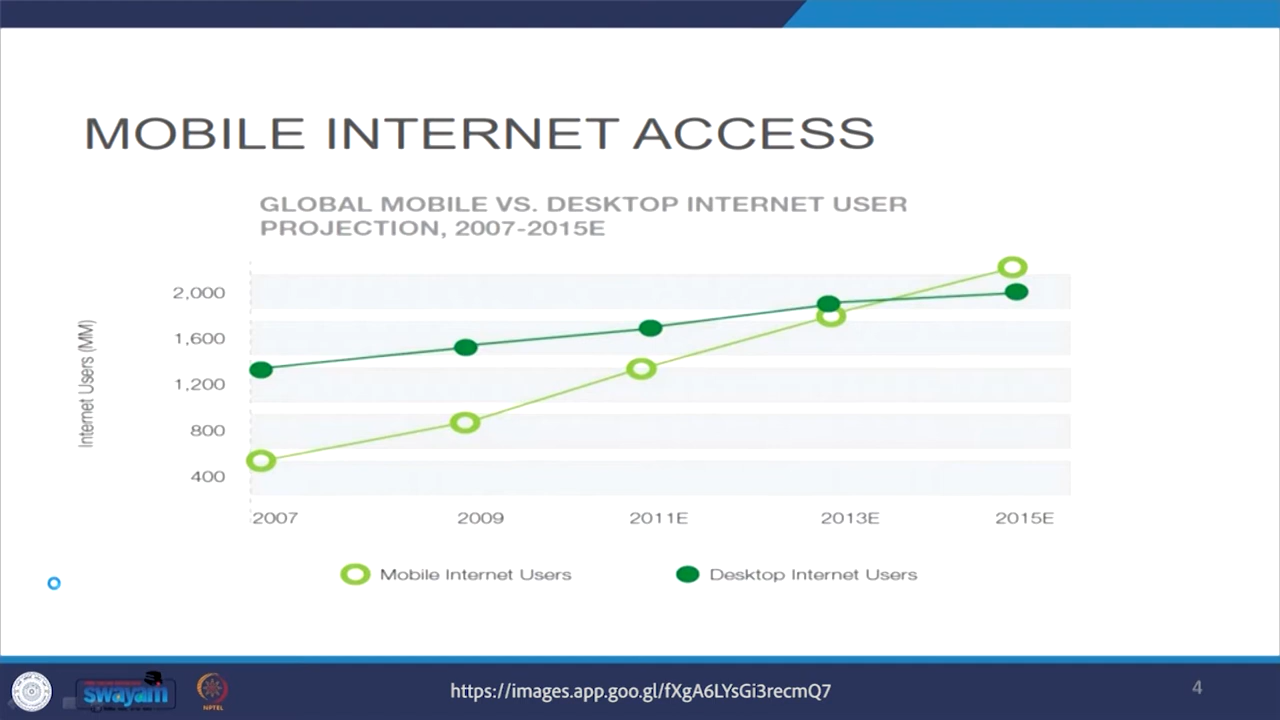 MOBILE INTERNET ACCESS
GLOBAL MOBILE VS. DESKTOP INTERNET USER
PROJECTION, 2007-2015E
Internet Users (MM)
2,000
1,600
1,200
800
400
2007 2009 2011E 2013E 2015E
Mobile Internet Users Desktop Internet Users
swayam
NPTEL
https://images.app.goo.gl/fXgA6LYsGi3recmQ7
4